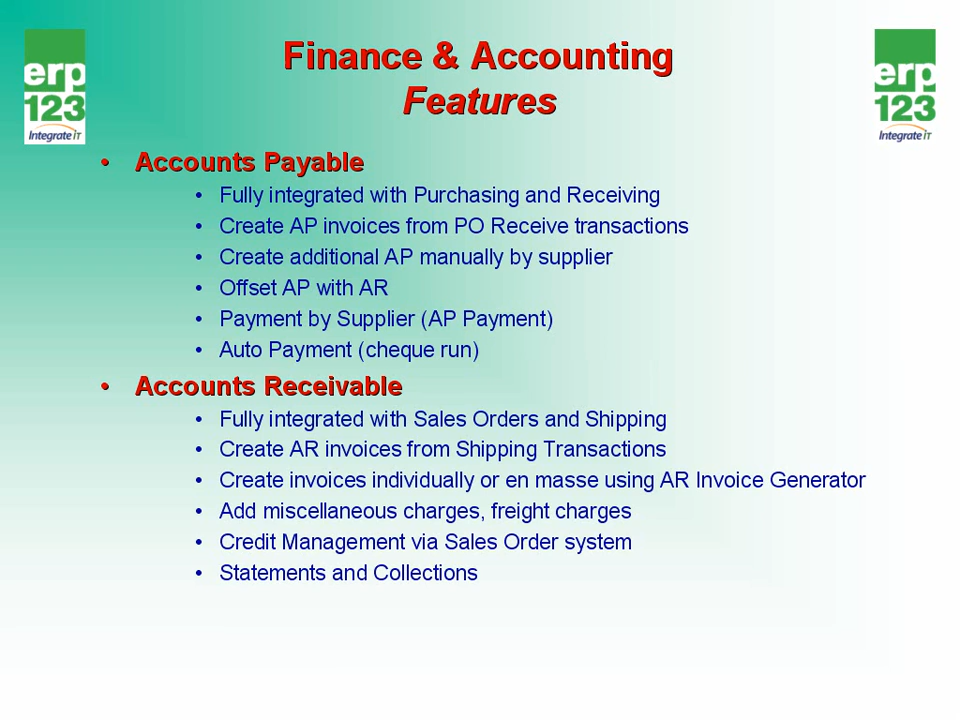 Finance & Accounting
Features
erp
123
Integrate iT
erp
123
Integrate iT
• Accounts Payable
• Fully integrated with Purchasing and Receiving
• Create AP invoices from PO Receive transactions
• Create additional AP manually by supplier
• Offset AP with AR
• Payment by Supplier (AP Payment)
• Auto Payment (cheque run)
• Accounts Receivable
• Fully integrated with Sales Orders and Shipping
• Create AR invoices from Shipping Transactions
• Create invoices individually or en masse using AR Invoice Generator
• Add miscellaneous charges, freight charges
• Credit Management via Sales Order system
• Statements and Collections